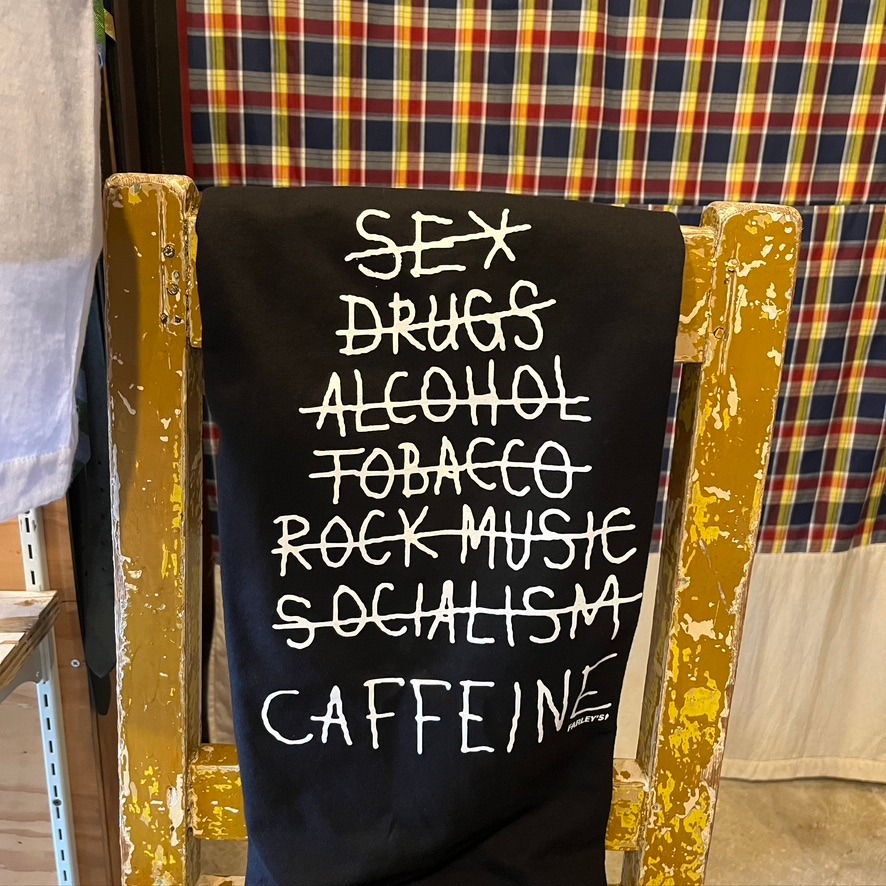 SEX
DRUGS
ALCOHOL
TOBACCO
ROCK MUSIC
SOCIALISM
CAFFEINE
FARLEY'S